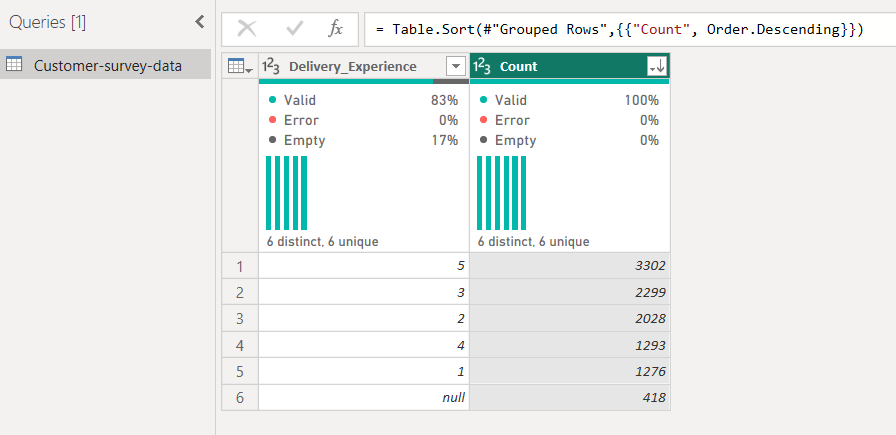 Queries [1]
fx
= Table.Sort(#"Grouped Rows",{{"Count", Order.Descending}})
Customer-survey-data
1²3 Delivery_Experience 1²3 Count
Valid 83% Valid 100%
Error 0% Error 0%
Empty 17% Empty 0%
6 distinct, 6 unique 6 distinct, 6 unique
1 5 3302
2 3 2299
3 2 2028
4 4 1293
5 1 1276
6 null 418